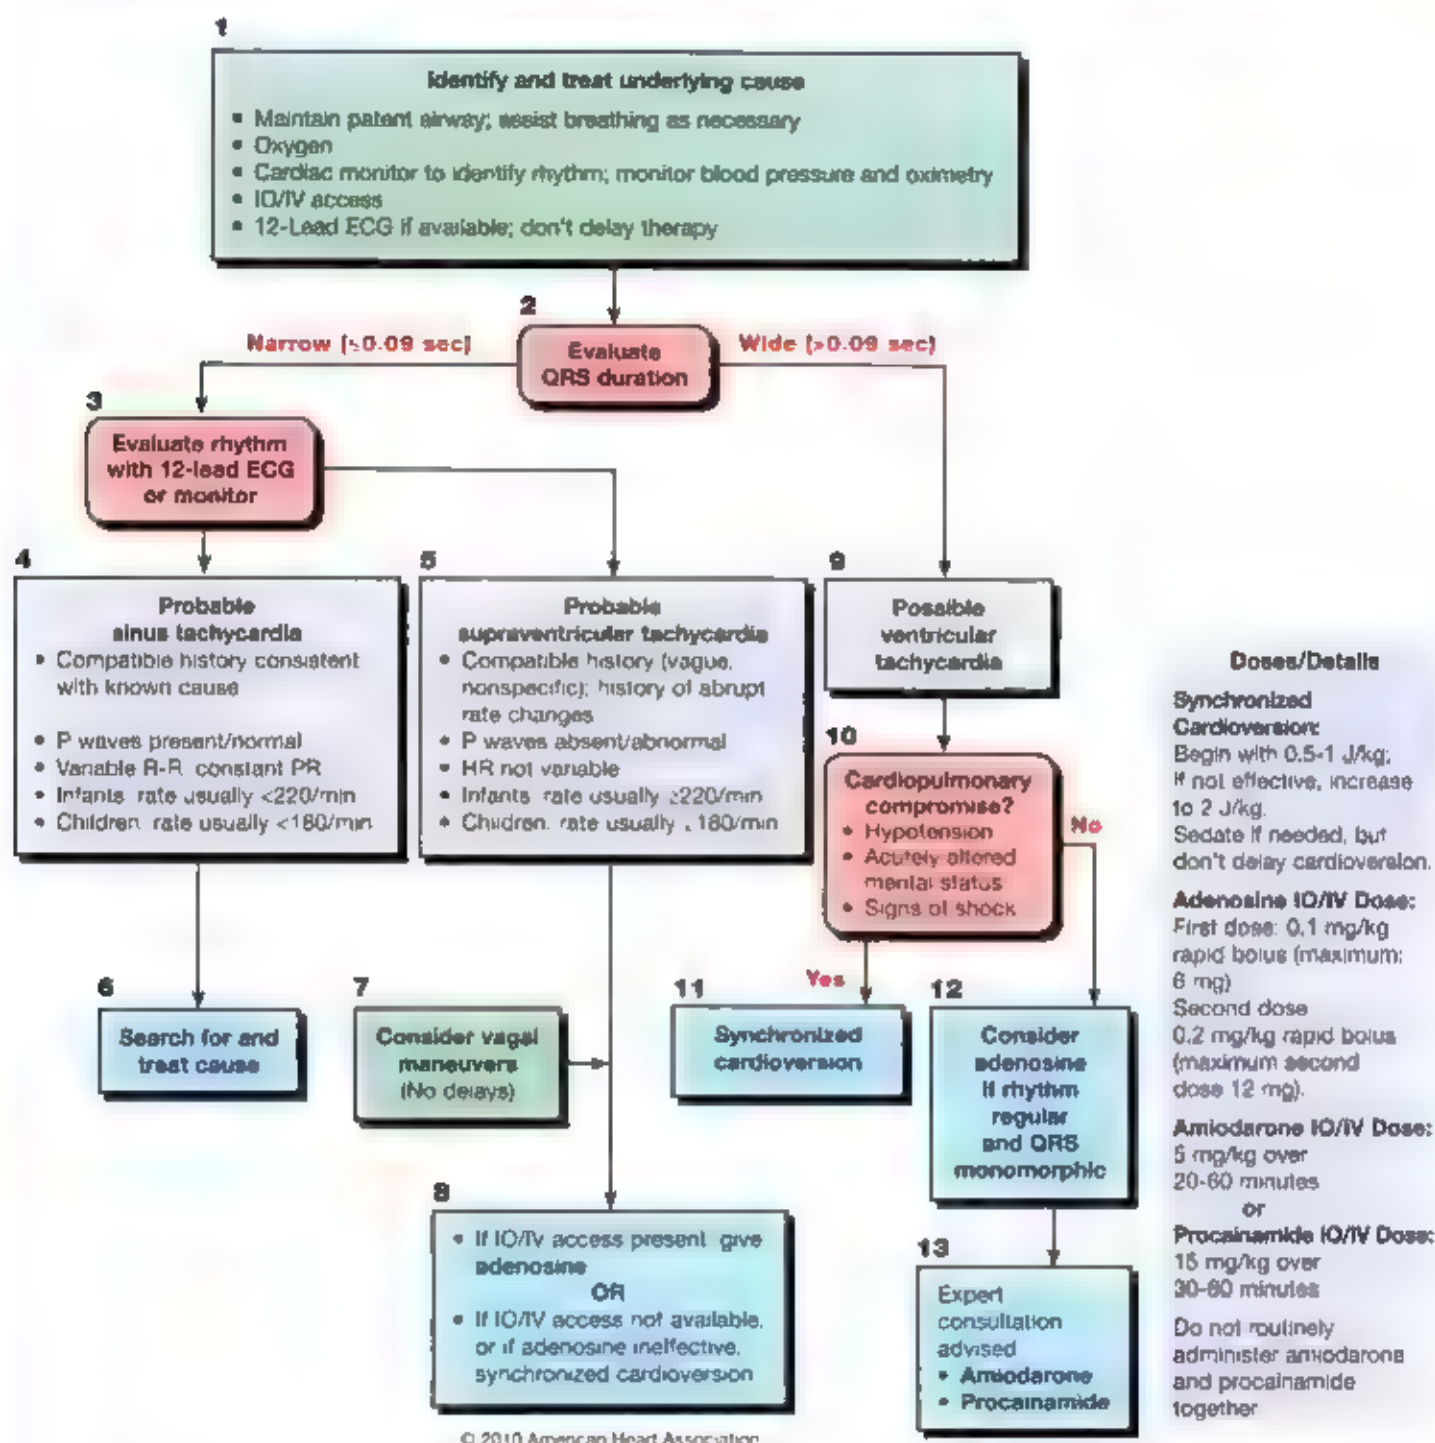 1
Identify and treat underlying cause
• Maintain patent airway; assist breathing as necessary
• Oxygen
• Cardiac monitor to identify rhythm; monitor blood pressure and oximetry
• IO/IV access
• 12-Lead ECG if available; don't delay therapy
2
Narrow (≤0.09 sec)
Evaluate
QRS duration
Wide (>0.09 sec)
3
Evaluate rhythm
with 12-lead ECG
or monitor
4
Probable
sinus tachycardia
• Compatible history consistent
with known cause
• P waves present/normal
• Variable R-R, constant PR
• Infants: rate usually <220/min
• Children: rate usually <180/min
5
Probable
supraventricular tachycardia
• Compatible history (vague,
nonspecific); history of abrupt
rate changes
• P waves absent/abnormal
• HR not variable
• Infants: rate usually ≥220/min
• Children: rate usually ≥180/min
9
Possible
ventricular
tachycardia
10
Cardiopulmonary
compromise?
• Hypotension
• Acutely altered
mental status
• Signs of shock
No
Yes
6
Search for and
treat cause
7
Consider vagal
maneuvers
(No delays)
11
Synchronized
cardioversion
12
Consider
adenosine
if rhythm
regular
and QRS
monomorphic
8
• If IO/IV access present, give
adenosine
OR
• If IO/IV access not available,
or if adenosine ineffective,
synchronized cardioversion
13
Expert
consultation
advised
• Amiodarone
• Procainamide
Doses/Details
Synchronized
Cardioversion:
Begin with 0.5-1 J/kg;
if not effective, increase
to 2 J/kg.
Sedate if needed, but
don't delay cardioversion.
Adenosine IO/IV Dose:
First dose: 0.1 mg/kg
rapid bolus (maximum:
6 mg)
Second dose
0.2 mg/kg rapid bolus
(maximum second
dose 12 mg).
Amiodarone IO/IV Dose:
5 mg/kg over
20-60 minutes
or
Procainamide IO/IV Dose:
15 mg/kg over
30-60 minutes
Do not routinely
administer amiodarone
and procainamide
together
© 2010 American Heart Association